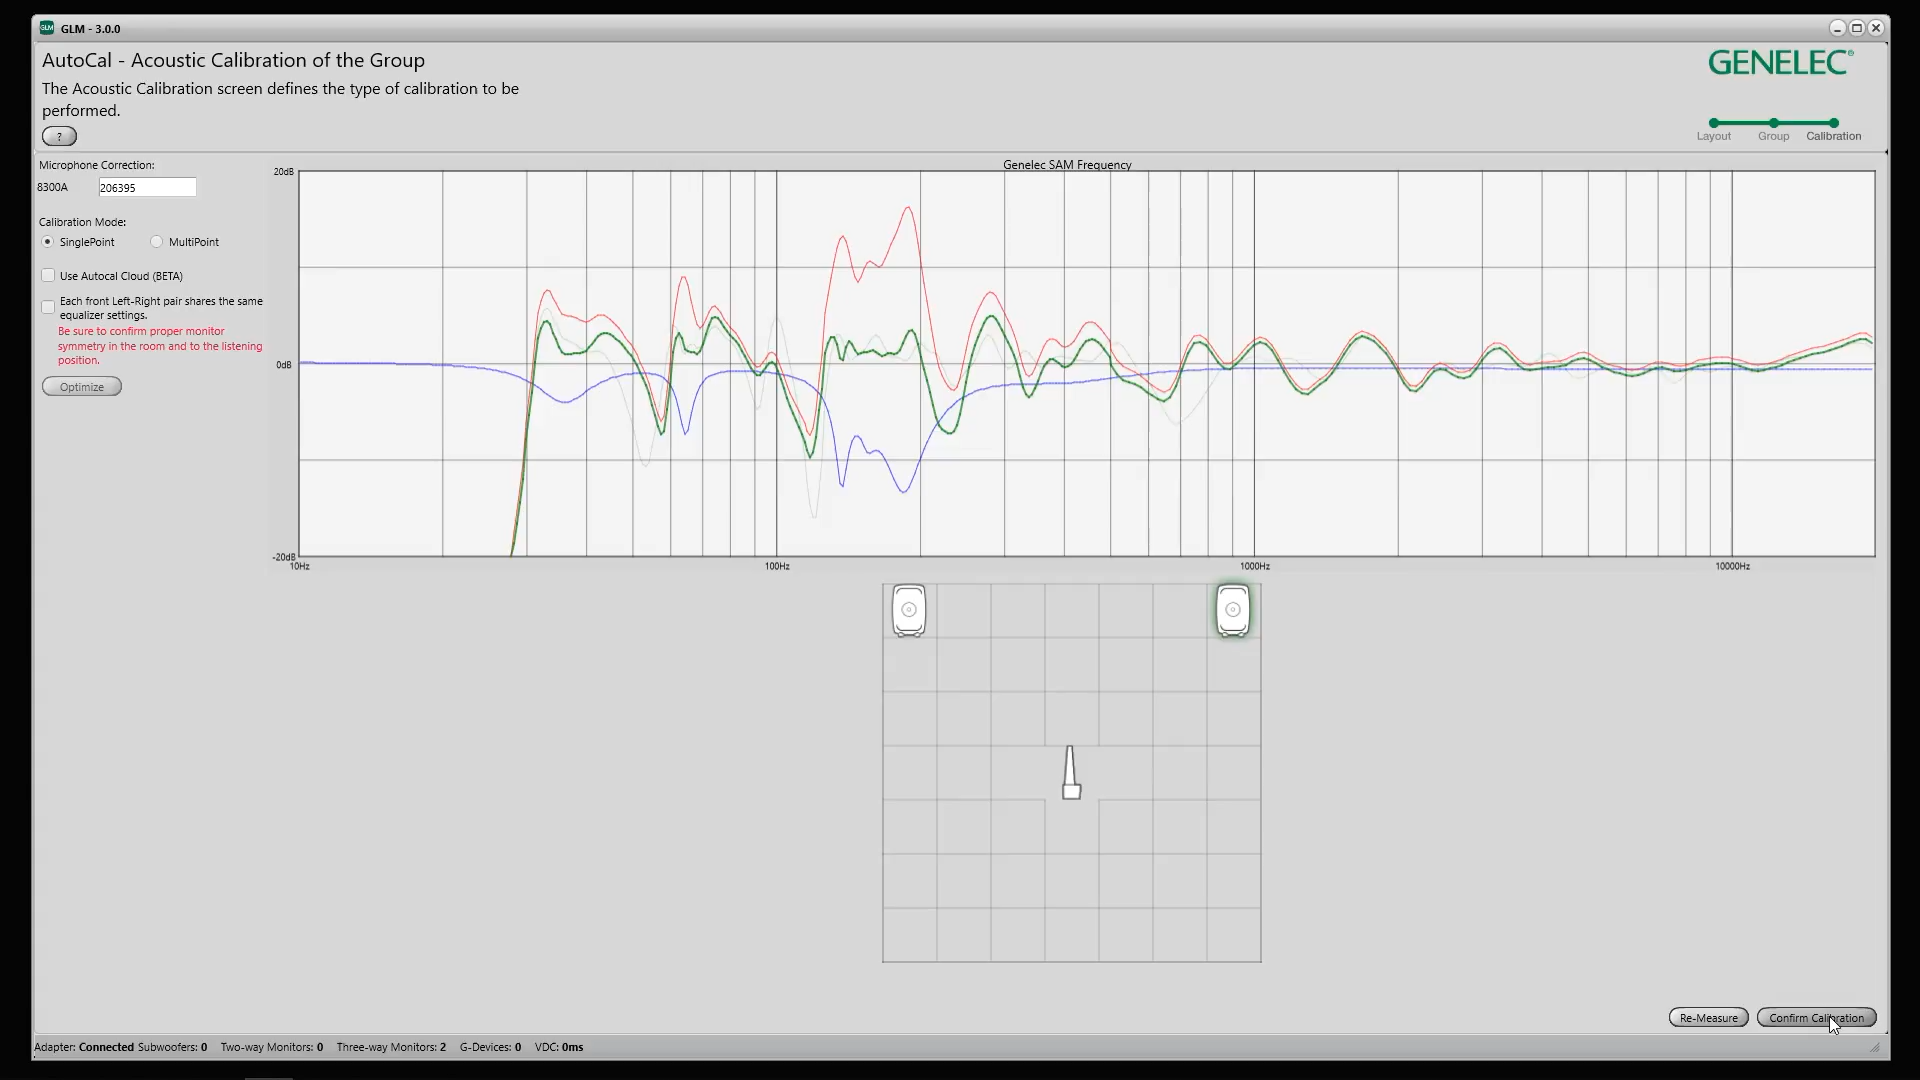 GLM
GLM - 3.0.0
AutoCal - Acoustic Calibration of the Group
The Acoustic Calibration screen defines the type of calibration to be
performed.
?
GENELEC®
Layout Group Calibration
Microphone Correction:
8300A 206395
Calibration Mode:
SinglePoint MultiPoint
Use Autocal Cloud (BETA)
Each front Left-Right pair shares the same
equalizer settings.
Be sure to confirm proper monitor
symmetry in the room and to the listening
position.
Optimize
Genelec SAM Frequency
20dB
0dB
-20dB
10Hz 100Hz 1000Hz 10000Hz
Re-Measure Confirm Calibration
Adapter: Connected Subwoofers: 0 Two-way Monitors: 0 Three-way Monitors: 2 G-Devices: 0 VDC: 0ms